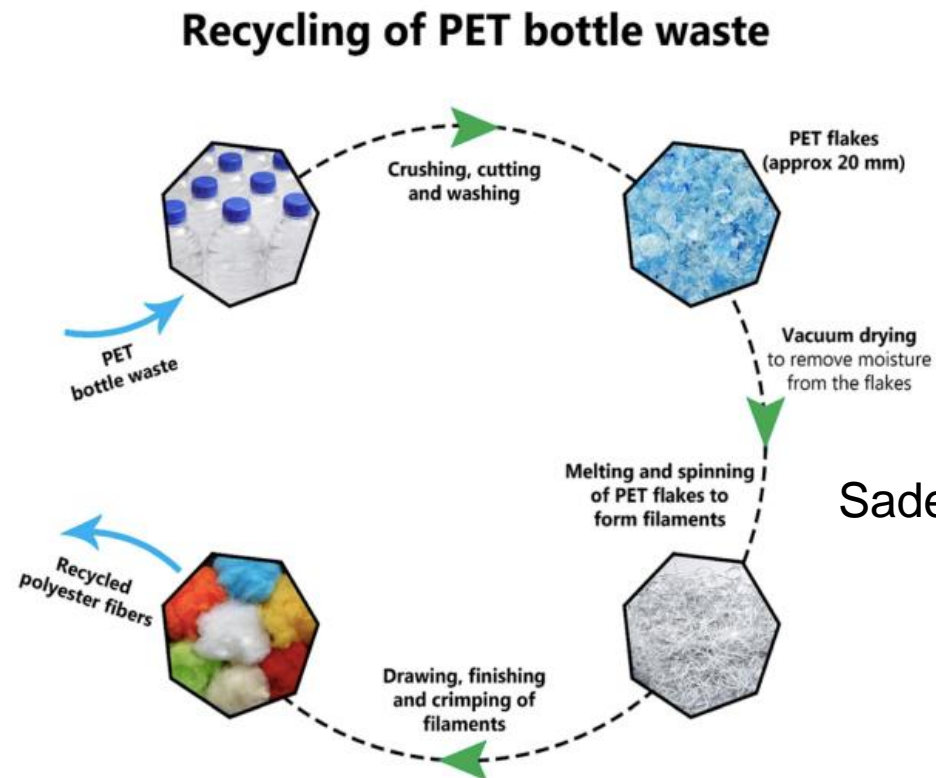 Recycling of PET bottle waste
Crushing, cutting
and washing
PET flakes
(approx 20 mm)
PET
bottle waste
Vacuum drying
to remove moisture
from the flakes
Melting and spinning
of PET flakes to
form filaments
Sade
Recycled
polyester fibers
Drawing, finishing
and crimping of
filaments